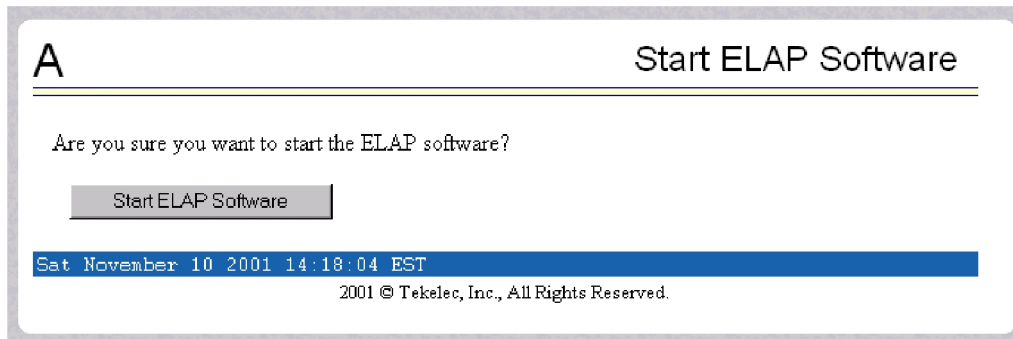 A
Start ELAP Software
Are you sure you want to start the ELAP software?
Start ELAP Software
Sat November 10 2001 14:18:04 EST
2001 © Tekelec, Inc., All Rights Reserved.